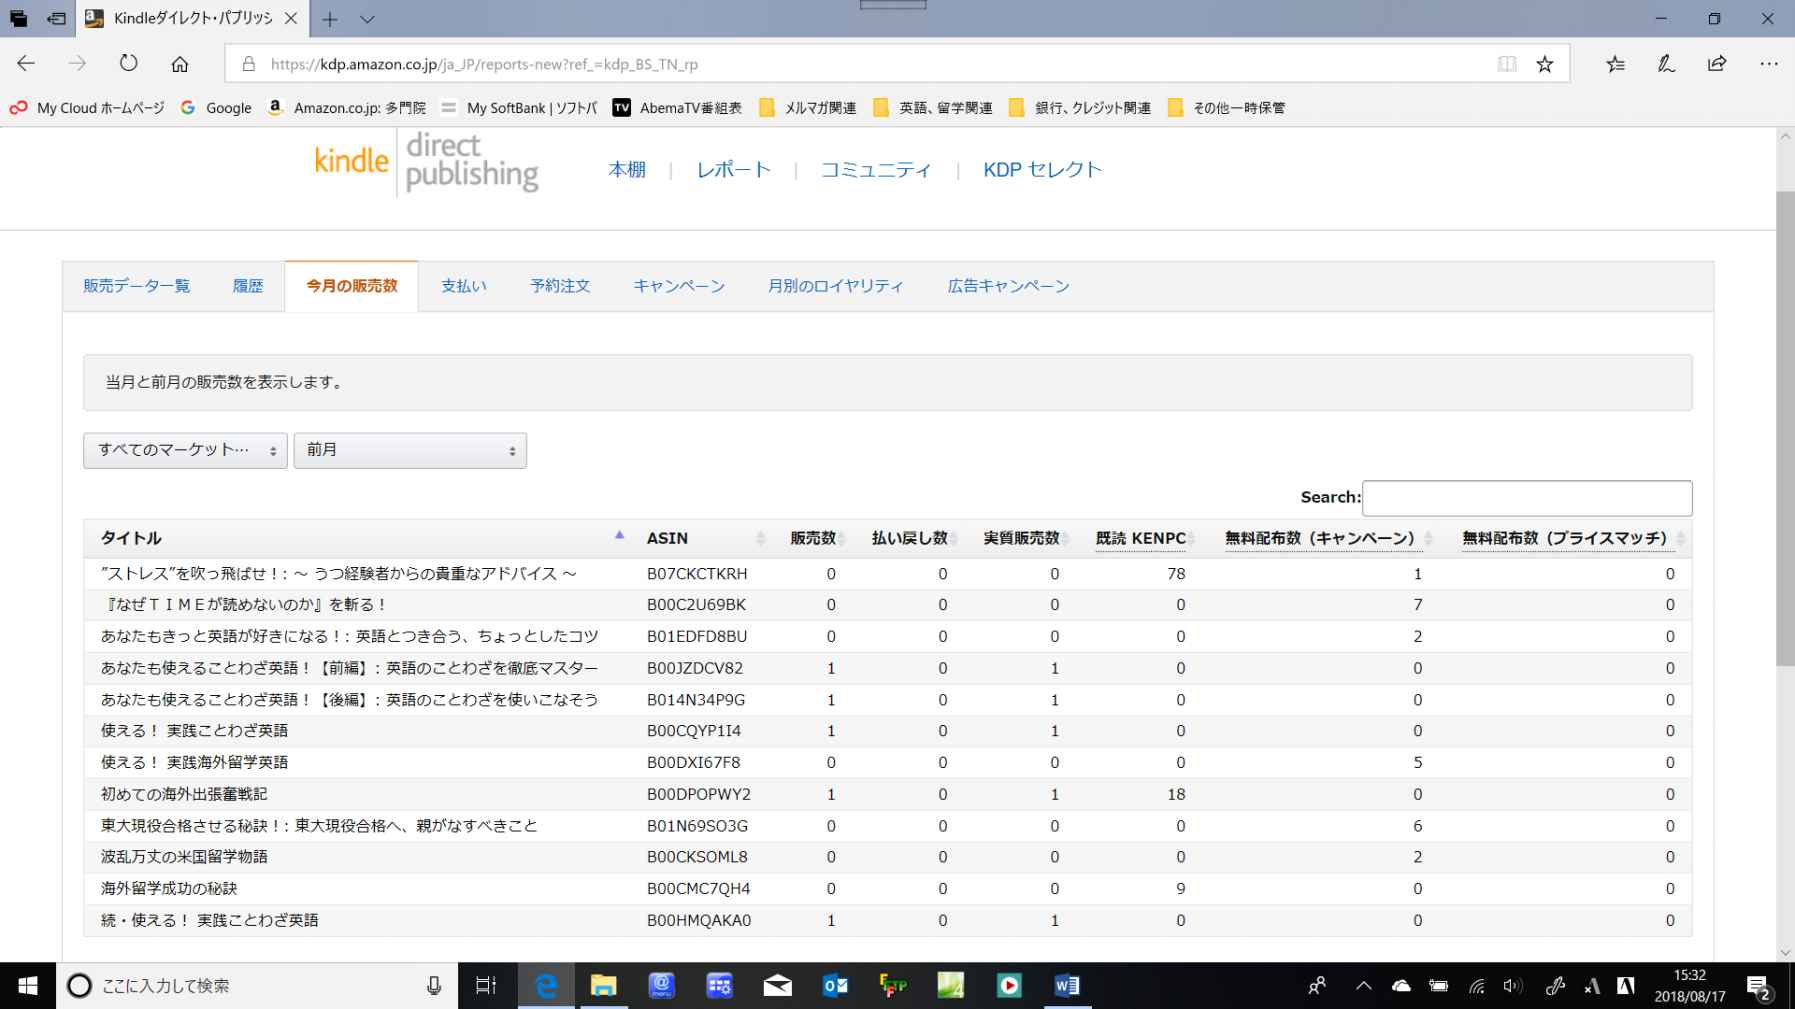 Kindleダイレクト・パブリッシ
https://kdp.amazon.co.jp/ja_JP/reports-new?ref_=kdp_BS_TN_rp
My Cloud ホームページ Google Amazon.co.jp: 多門院 My SoftBank | ソフトバ AbemaTV番組表 メルマガ関連 英語、留学関連 銀行、クレジット関連 その他一時保管
kindle direct publishing
本棚 | レポート | コミュニティ | KDP セレクト
販売データ一覧 履歴 今月の販売数 支払い 予約注文 キャンペーン 月別のロイヤリティ 広告キャンペーン
当月と前月の販売数を表示します。
すべてのマーケット… 前月
Search:
タイトル ASIN 販売数 払い戻し数 実質販売数 既読 KENPC 無料配布数（キャンペーン） 無料配布数（プライスマッチ）
”ストレス”を吹っ飛ばせ！: ～ うつ経験者からの貴重なアドバイス ～ B07CKCTKRH 0 0 0 78 1 0
『なぜＴＩＭＥが読めないのか』を斬る！ B00C2U69BK 0 0 0 0 7 0
あなたもきっと英語が好きになる！: 英語とつき合う、ちょっとしたコツ B01EDFD8BU 0 0 0 0 2 0
あなたも使えることわざ英語！【前編】: 英語のことわざを徹底マスター B00JZDCV82 1 0 1 0 0 0
あなたも使えることわざ英語！【後編】: 英語のことわざを使いこなそう B014N34P9G 1 0 1 0 0 0
使える！ 実践ことわざ英語 B00CQYP1I4 1 0 1 0 0 0
使える！ 実践海外留学英語 B00DXI67F8 0 0 0 0 5 0
初めての海外出張奮戦記 B00DPOPWY2 1 0 1 18 0 0
東大現役合格させる秘訣！: 東大現役合格へ、親がなすべきこと B01N69SO3G 0 0 0 0 6 0
波乱万丈の米国留学物語 B00CKSOML8 0 0 0 0 2 0
海外留学成功の秘訣 B00CMC7QH4 0 0 0 9 0 0
続・使える！ 実践ことわざ英語 B00HMQAKA0 1 0 1 0 0 0
ここに入力して検索
15:32
2018/08/17
2